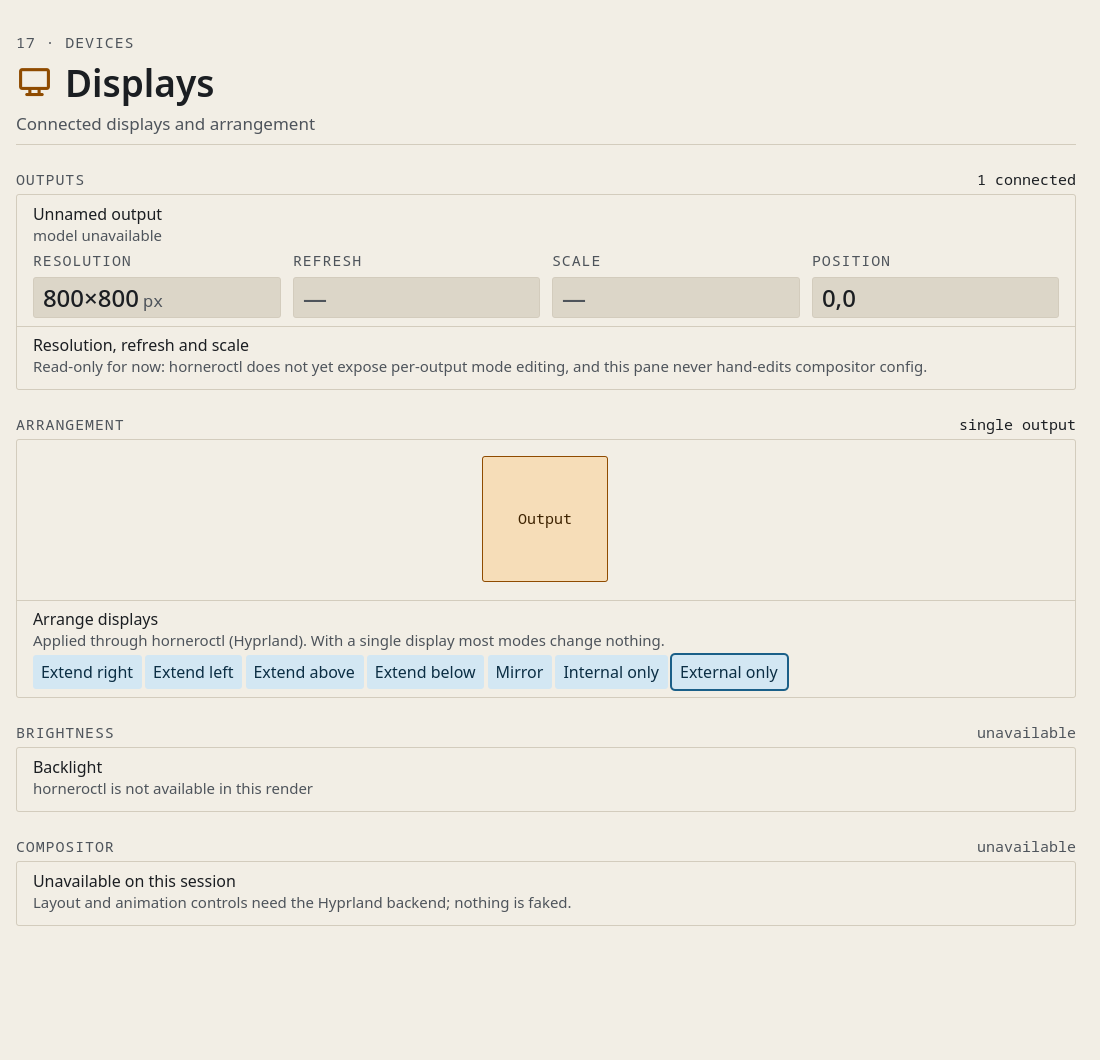 17 · DEVICES
Displays
Connected displays and arrangement
OUTPUTS 1 connected
Unnamed output
model unavailable
RESOLUTION REFRESH SCALE POSITION
800×800 px — — 0,0
Resolution, refresh and scale
Read-only for now: horneroctl does not yet expose per-output mode editing, and this pane never hand-edits compositor config.
ARRANGEMENT single output
Output
Arrange displays
Applied through horneroctl (Hyprland). With a single display most modes change nothing.
Extend right Extend left Extend above Extend below Mirror Internal only External only
BRIGHTNESS unavailable
Backlight
horneroctl is not available in this render
COMPOSITOR unavailable
Unavailable on this session
Layout and animation controls need the Hyprland backend; nothing is faked.